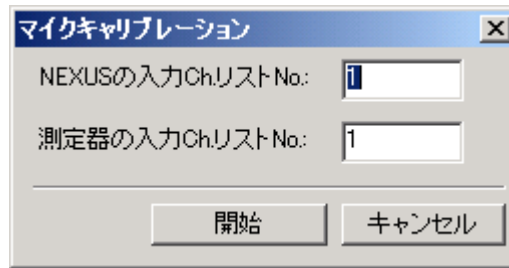 マイクキャリブレーション
NEXUSの入力Ch.リストNo.: 1
測定器の入力Ch.リストNo.: 1
開始 キャンセル